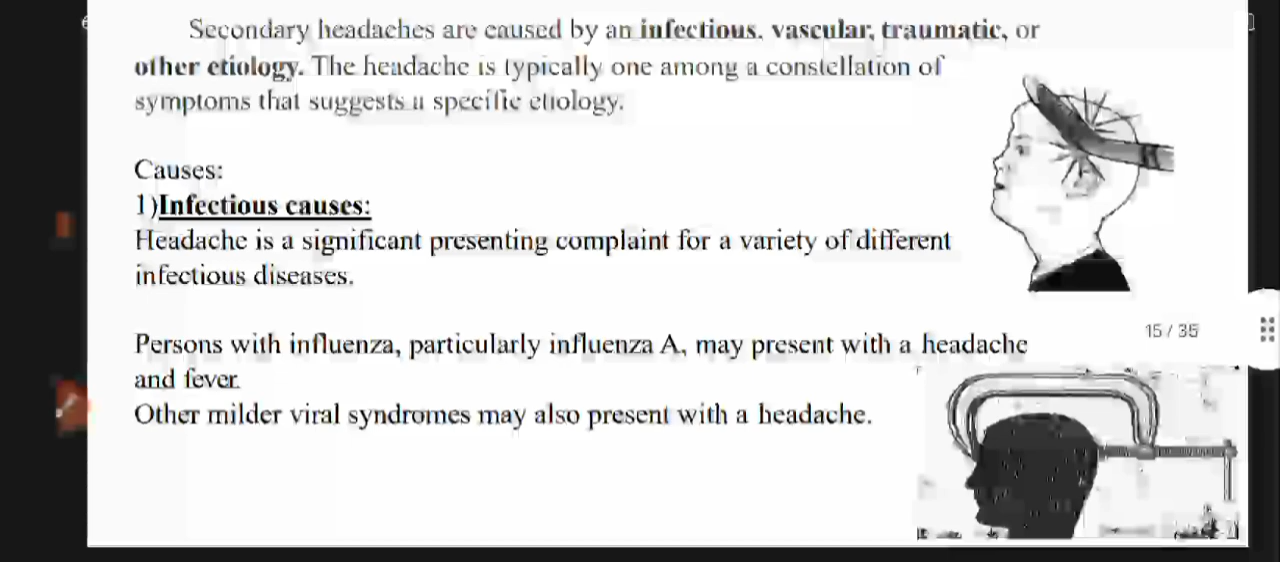 Secondary headaches are caused by an infectious, vascular, traumatic, or
other etiology. The headache is typically one among a constellation of
symptoms that suggests a specific etiology.
Causes:
1)Infectious causes:
Headache is a significant presenting complaint for a variety of different
infectious diseases.
Persons with influenza, particularly influenza A, may present with a headache
and fever.
Other milder viral syndromes may also present with a headache.
15 / 35